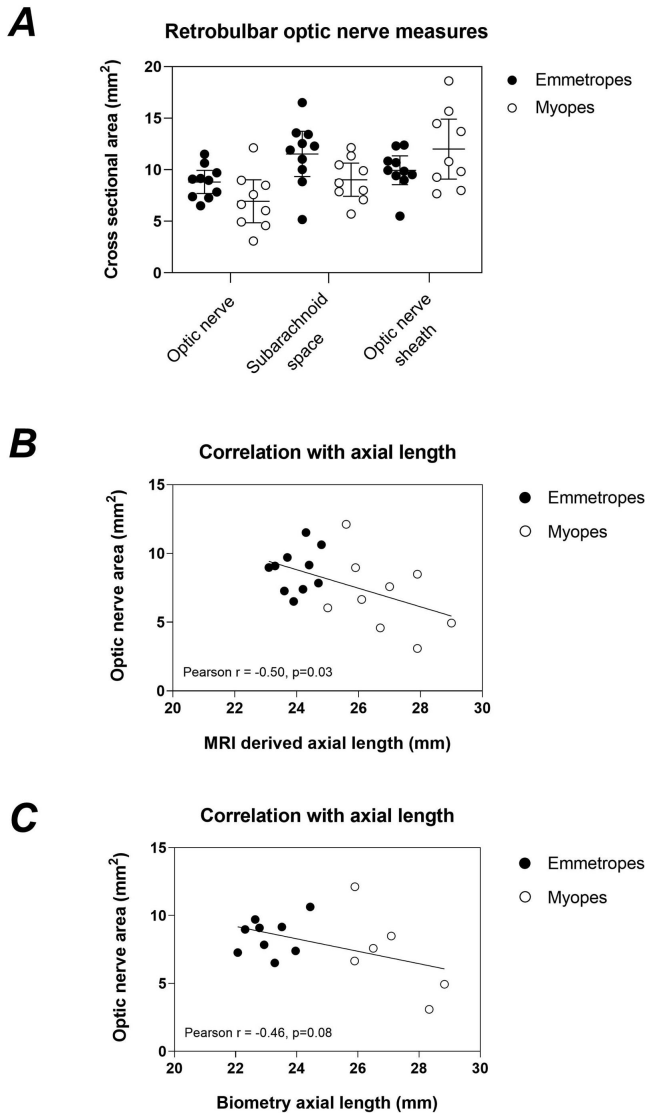 A
Retrobulbar optic nerve measures
Cross sectional area (mm²)
20
15
10
5
0
Optic nerve
Subarachnoid
space
Optic nerve
sheath
Emmetropes
Myopes
B
Correlation with axial length
Optic nerve area (mm²)
15
10
5
0
Pearson r = -0.50, p=0.03
20 22 24 26 28 30
MRI derived axial length (mm)
Emmetropes
Myopes
C
Correlation with axial length
Optic nerve area (mm²)
15
10
5
0
Pearson r = -0.46, p=0.08
20 22 24 26 28 30
Biometry axial length (mm)
Emmetropes
Myopes